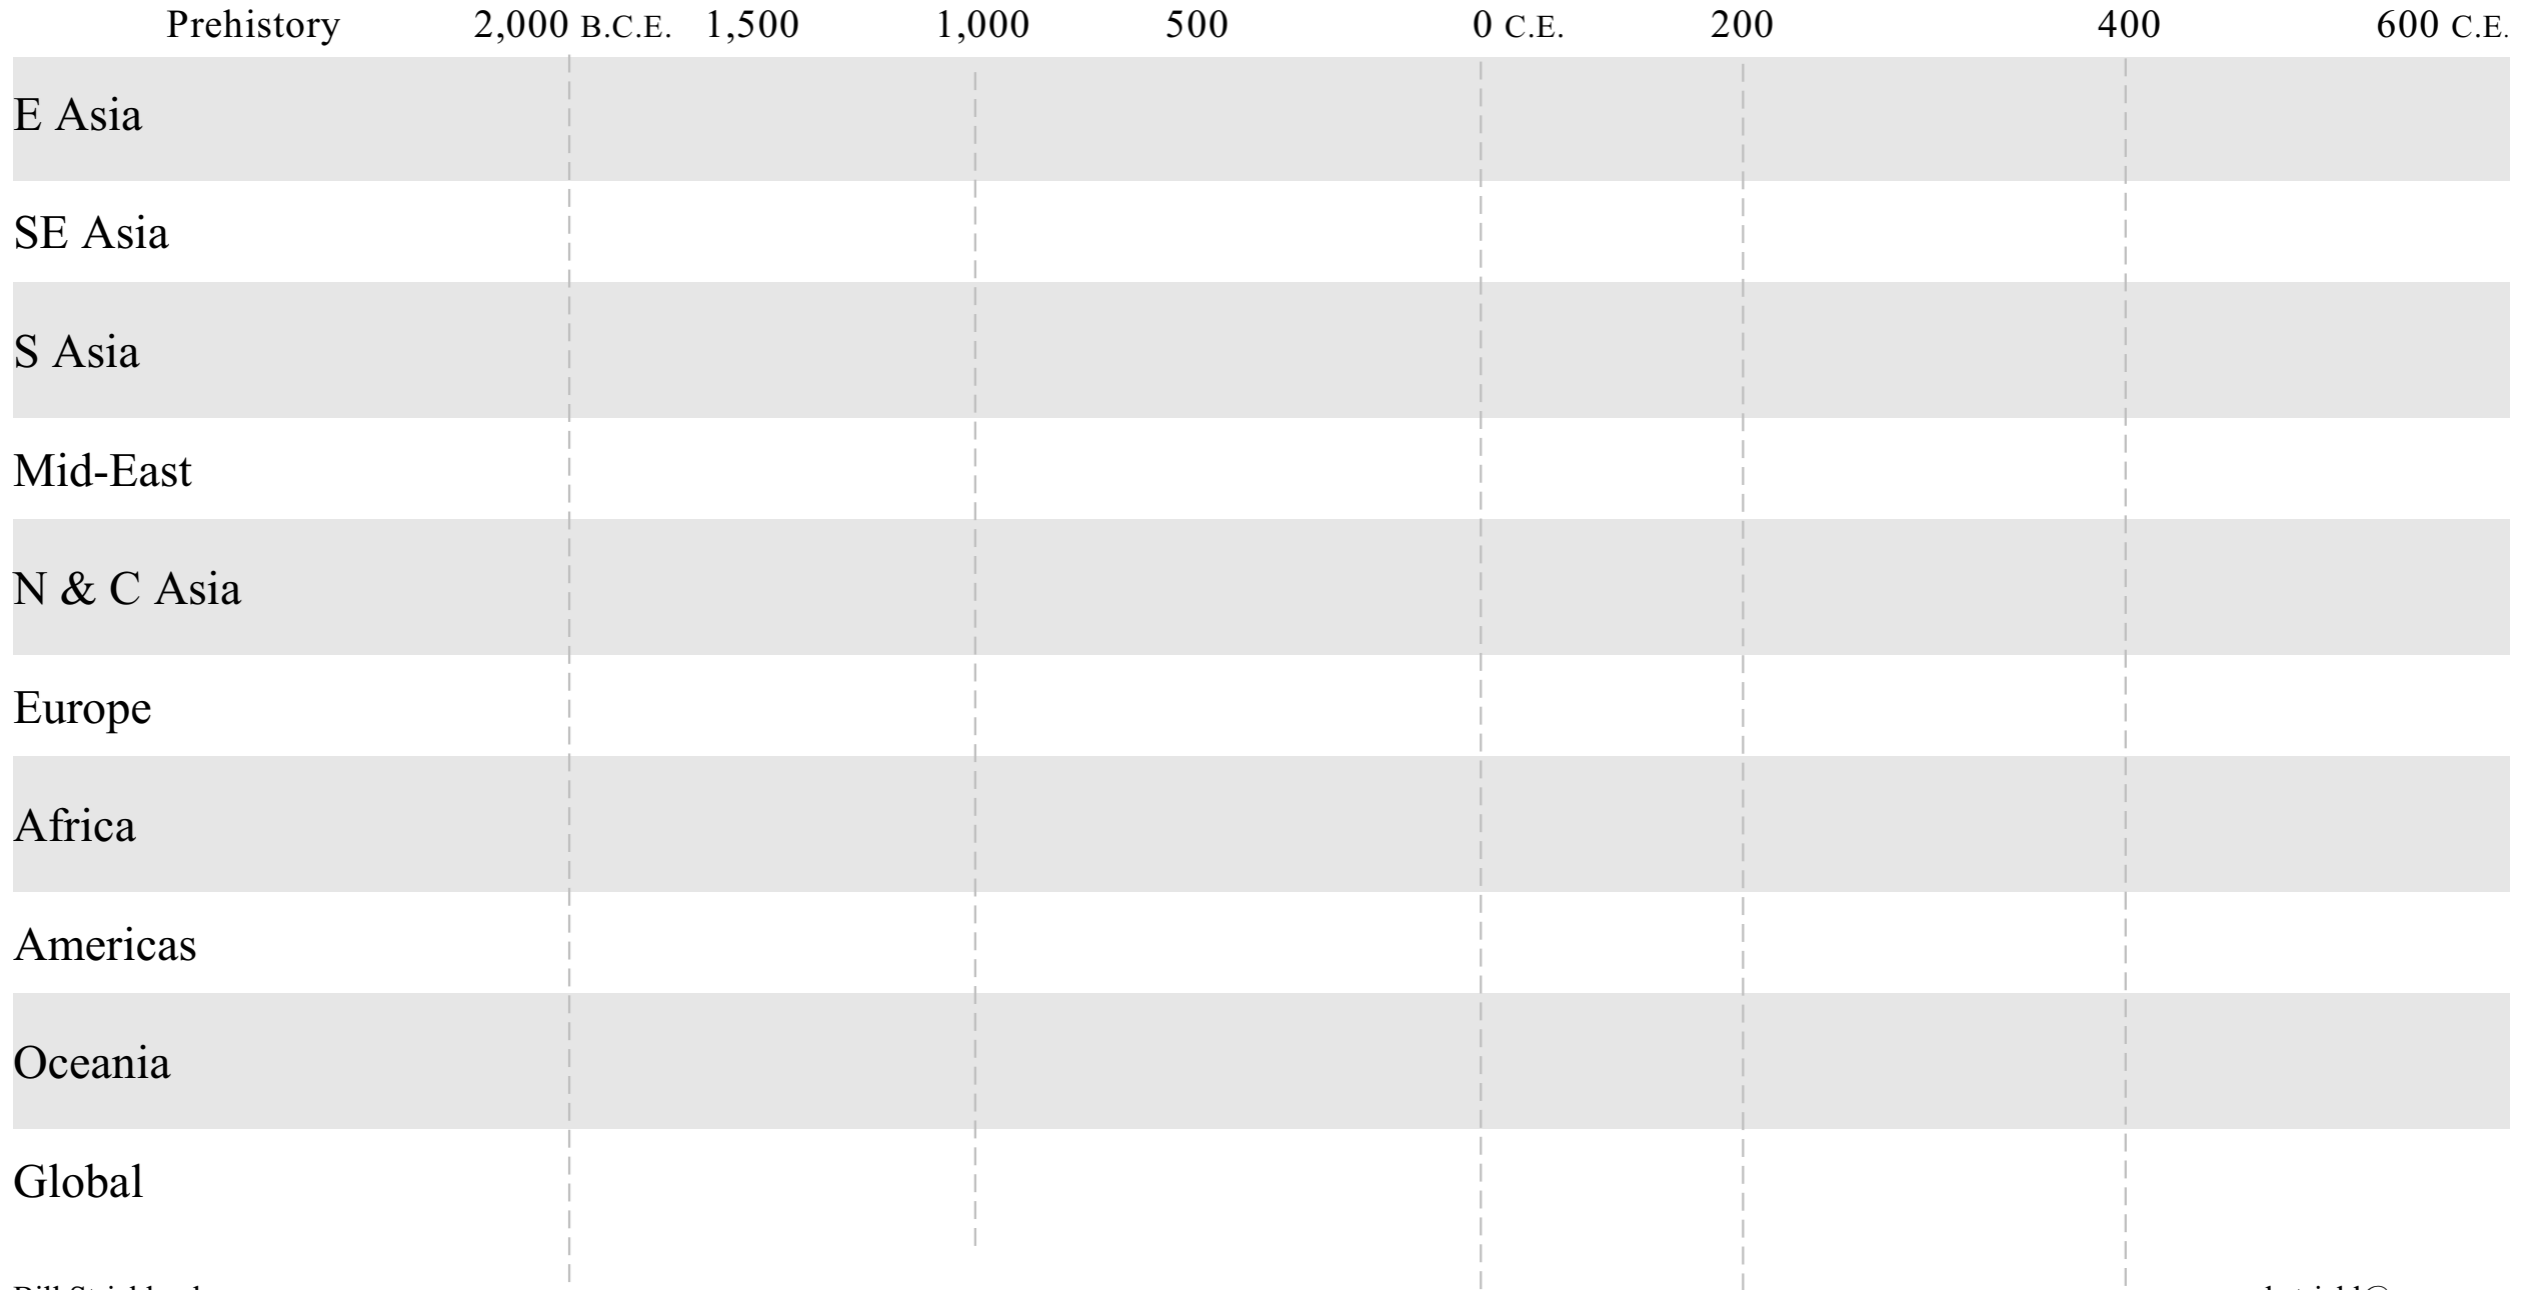 Prehistory 2,000 B.C.E. 1,500 1,000 500 0 C.E. 200 400 600 C.E.
E Asia
SE Asia
S Asia
Mid-East
N & C Asia
Europe
Africa
Americas
Oceania
Global